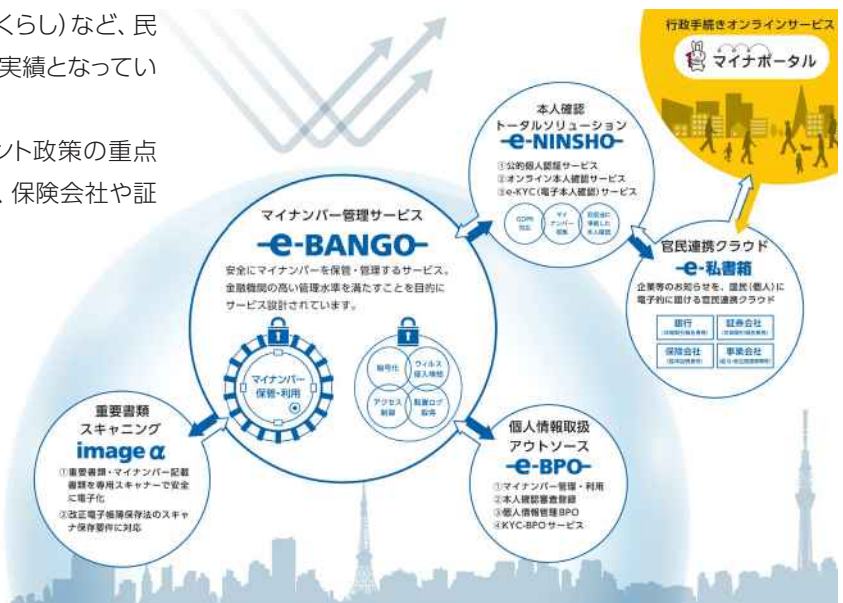 くらし)など、民
実績となってい
ント政策の重点
、保険会社や証
行政手続きオンラインサービス
マイナポータル
本人確認
トータルソリューション
e-NINSHO
①公的個人認証サービス
②オンライン本人確認サービス
③e-KYC(電子本人確認)サービス
GDPR
対応
マイ
ナンバー
収集
マイナンバー管理サービス
e-BANGO
安全にマイナンバーを保管・管理するサービス。
金融機関の高い管理水準を満たすことを目的に
サービス設計されています。
マイナンバー
保管・利用
暗号化
ウィルス
侵入検知
アクセス
制御
監査ログ
取得
官民連携クラウド
e-私書箱
企業等のお知らせを、国民(個人)に
電子的に届ける官民連携クラウド
銀行
証券会社
保険会社
事業会社
重要書類
スキャニング
image α
①重要書類・マイナンバー記載
書類を専用スキャナーで安全
に電子化
②改正電子帳簿保存法のスキャ
ナ保存要件に対応
個人情報取扱
アウトソース
e-BPO
①マイナンバー管理・利用
②本人確認審査登録
③個人情報管理BPO
④KYC-BPOサービス